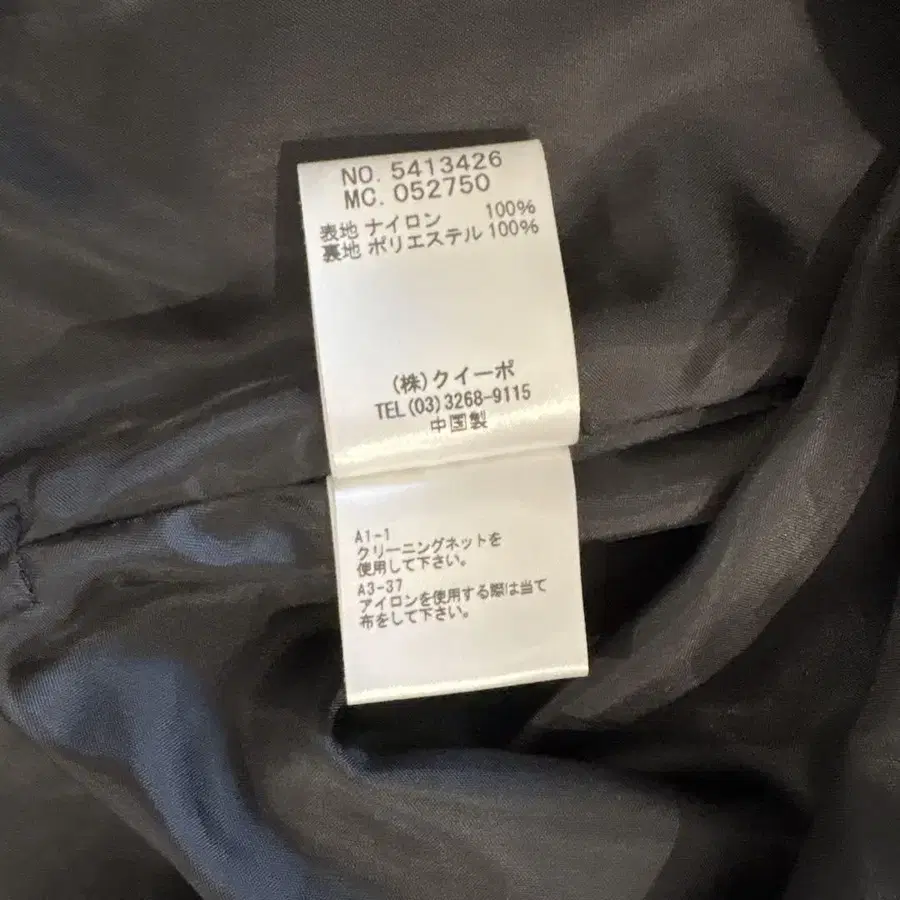 NO. 5413426
MC. 052750
表地 ナイロン 100%
裏地 ポリエステル 100%
(株)クイーポ
TEL(03)3268-9115
中国製
A1-1
クリーニングネットを
使用して下さい。
A3-37
アイロンを使用する際は当て
布をして下さい。